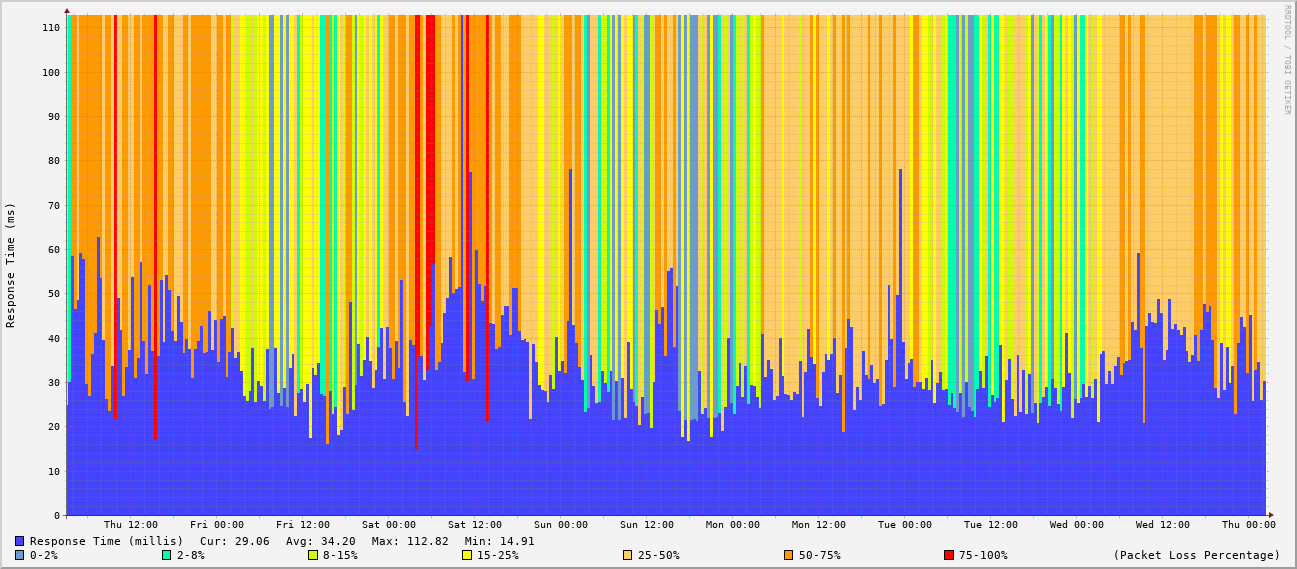 RRDTOOL / TOBI OETIKER
Response Time (ms)
110
100
90
80
70
60
50
40
30
20
10
0
Thu 12:00 Fri 00:00 Fri 12:00 Sat 00:00 Sat 12:00 Sun 00:00 Sun 12:00 Mon 00:00 Mon 12:00 Tue 00:00 Tue 12:00 Wed 00:00 Wed 12:00 Thu 00:00
Response Time (millis) Cur: 29.06 Avg: 34.20 Max: 112.82 Min: 14.91
0-2% 2-8% 8-15% 15-25% 25-50% 50-75% 75-100% (Packet Loss Percentage)